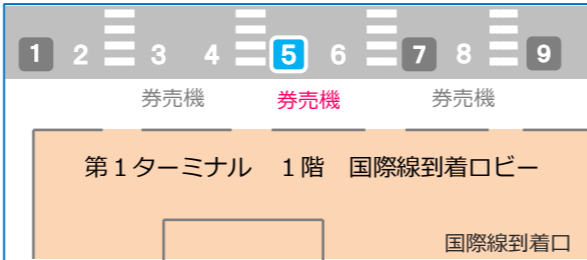 1 2 3 4 5 6 7 8 9
券売機 券売機 券売機
第1ターミナル 1階 国際線到着ロビー
国際線到着口